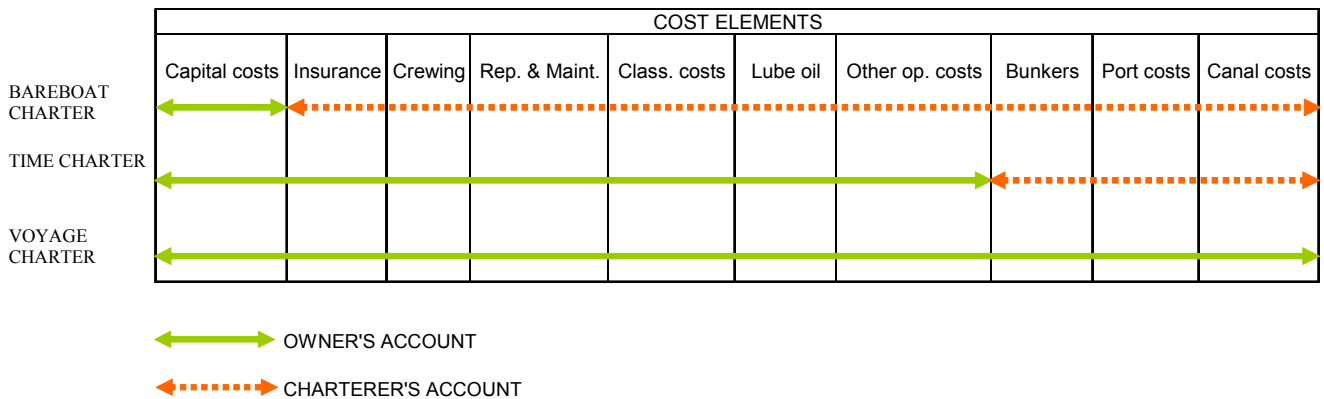 COST ELEMENTS
Capital costs Insurance Crewing Rep. & Maint. Class. costs Lube oil Other op. costs Bunkers Port costs Canal costs
BAREBOAT
CHARTER
TIME CHARTER
VOYAGE
CHARTER
OWNER'S ACCOUNT
CHARTERER'S ACCOUNT